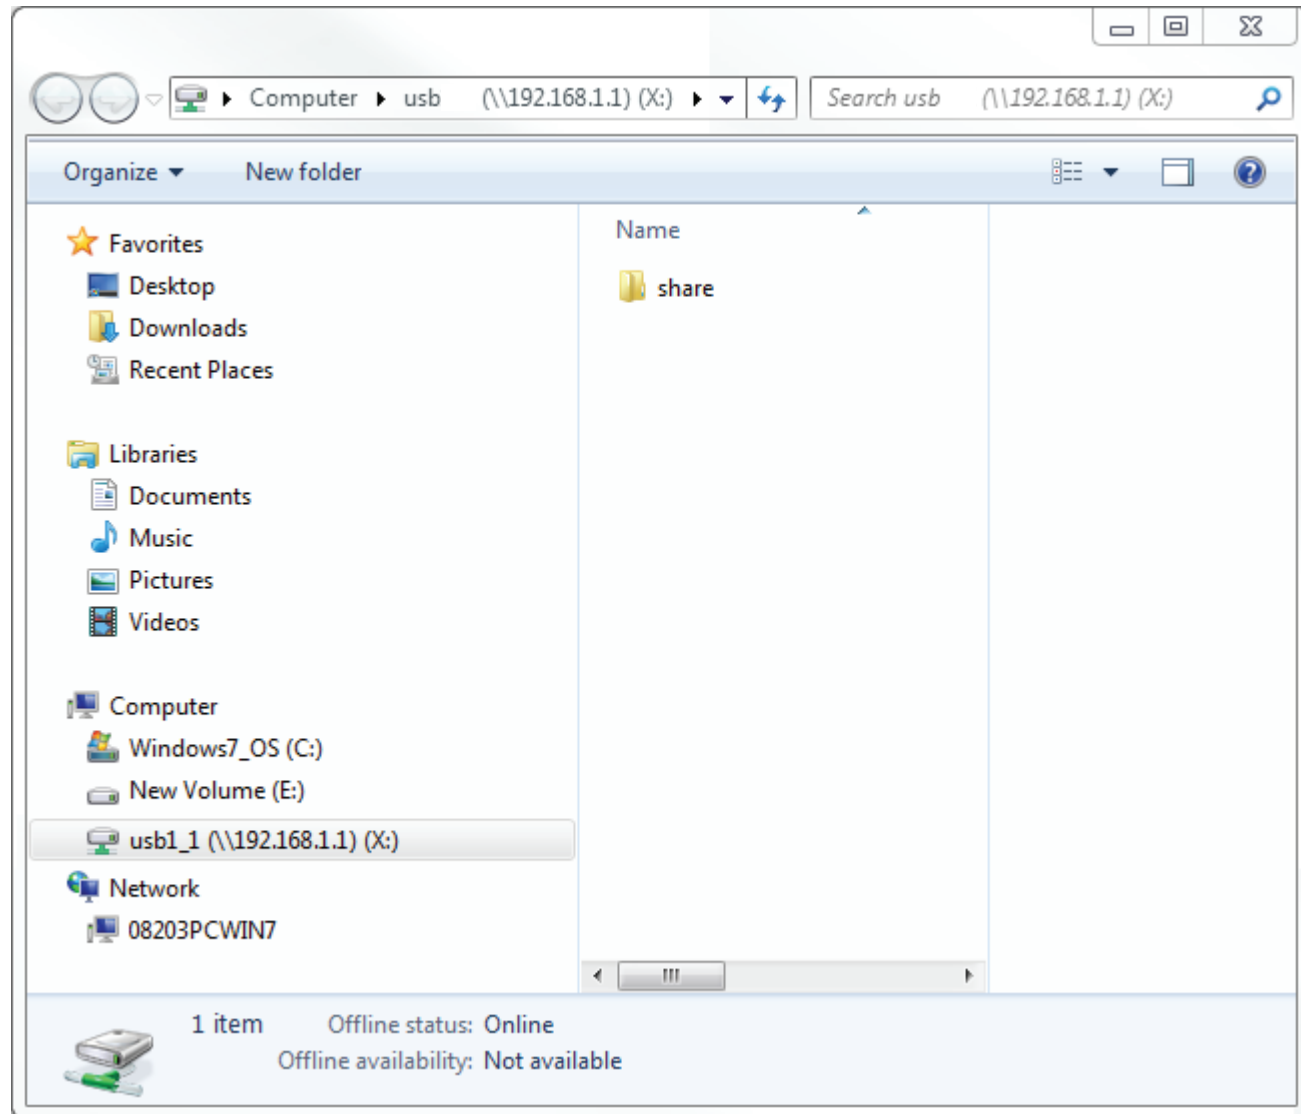 Computer usb (\\192.168.1.1) (X:)
Search usb (\\192.168.1.1) (X:)
Organize New folder
Favorites
Desktop
Downloads
Recent Places
Libraries
Documents
Music
Pictures
Videos
Computer
Windows7_OS (C:)
New Volume (E:)
usb1_1 (\\192.168.1.1) (X:)
Network
08203PCWIN7
Name
share
1 item Offline status: Online
Offline availability: Not available